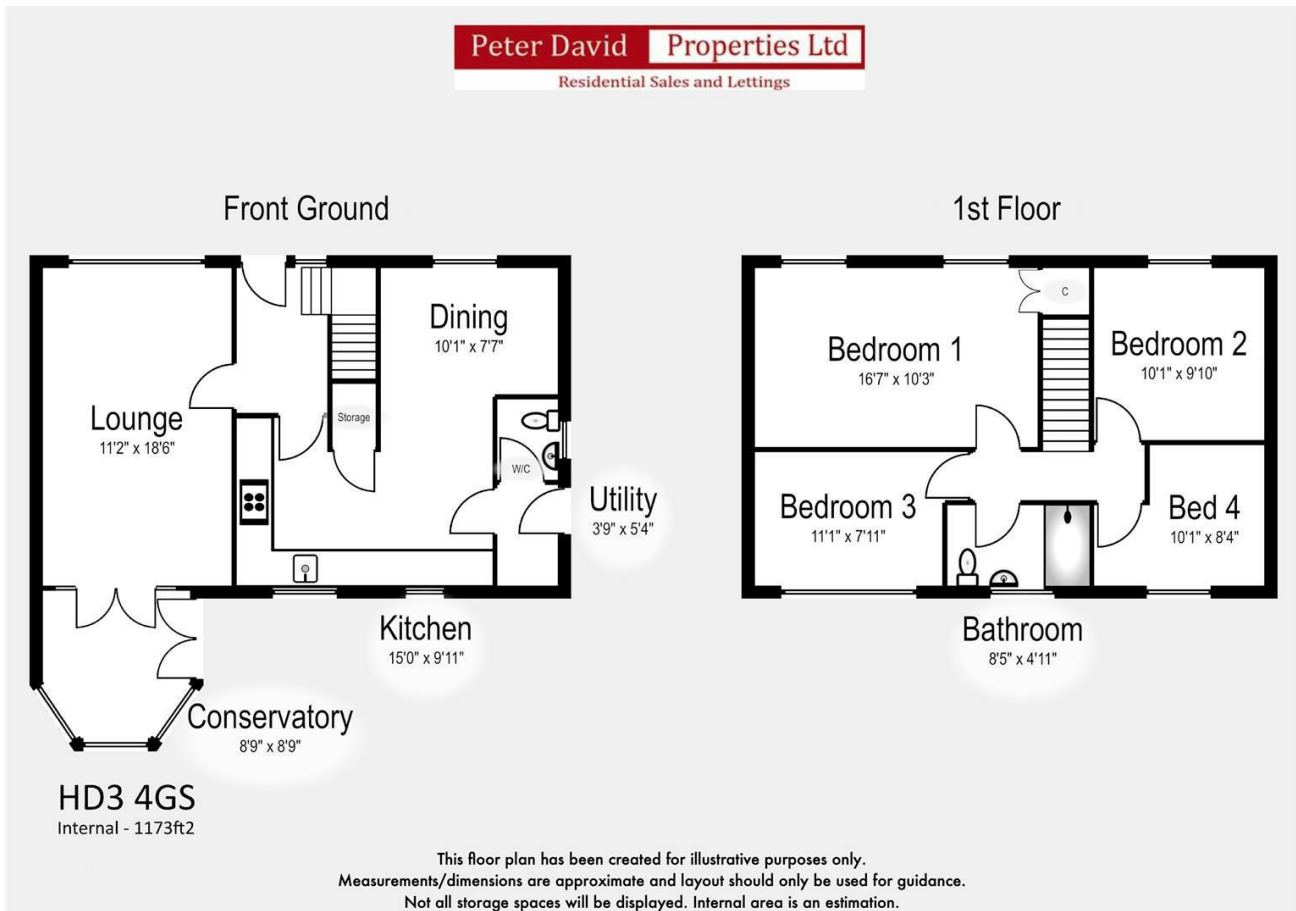 Peter David Properties Ltd
Residential Sales and Lettings
Front Ground
1st Floor
Dining
10'1" x 7'7"
Lounge
11'2" x 18'6"
Storage
W/C
Utility
3'9" x 5'4"
Kitchen
15'0" x 9'11"
Conservatory
8'9" x 8'9"
C
Bedroom 1
16'7" x 10'3"
Bedroom 2
10'1" x 9'10"
Bedroom 3
11'1" x 7'11"
Bed 4
10'1" x 8'4"
Bathroom
8'5" x 4'11"
HD3 4GS
Internal - 1173ft2
This floor plan has been created for illustrative purposes only.
Measurements/dimensions are approximate and layout should only be used for guidance.
Not all storage spaces will be displayed. Internal area is an estimation.